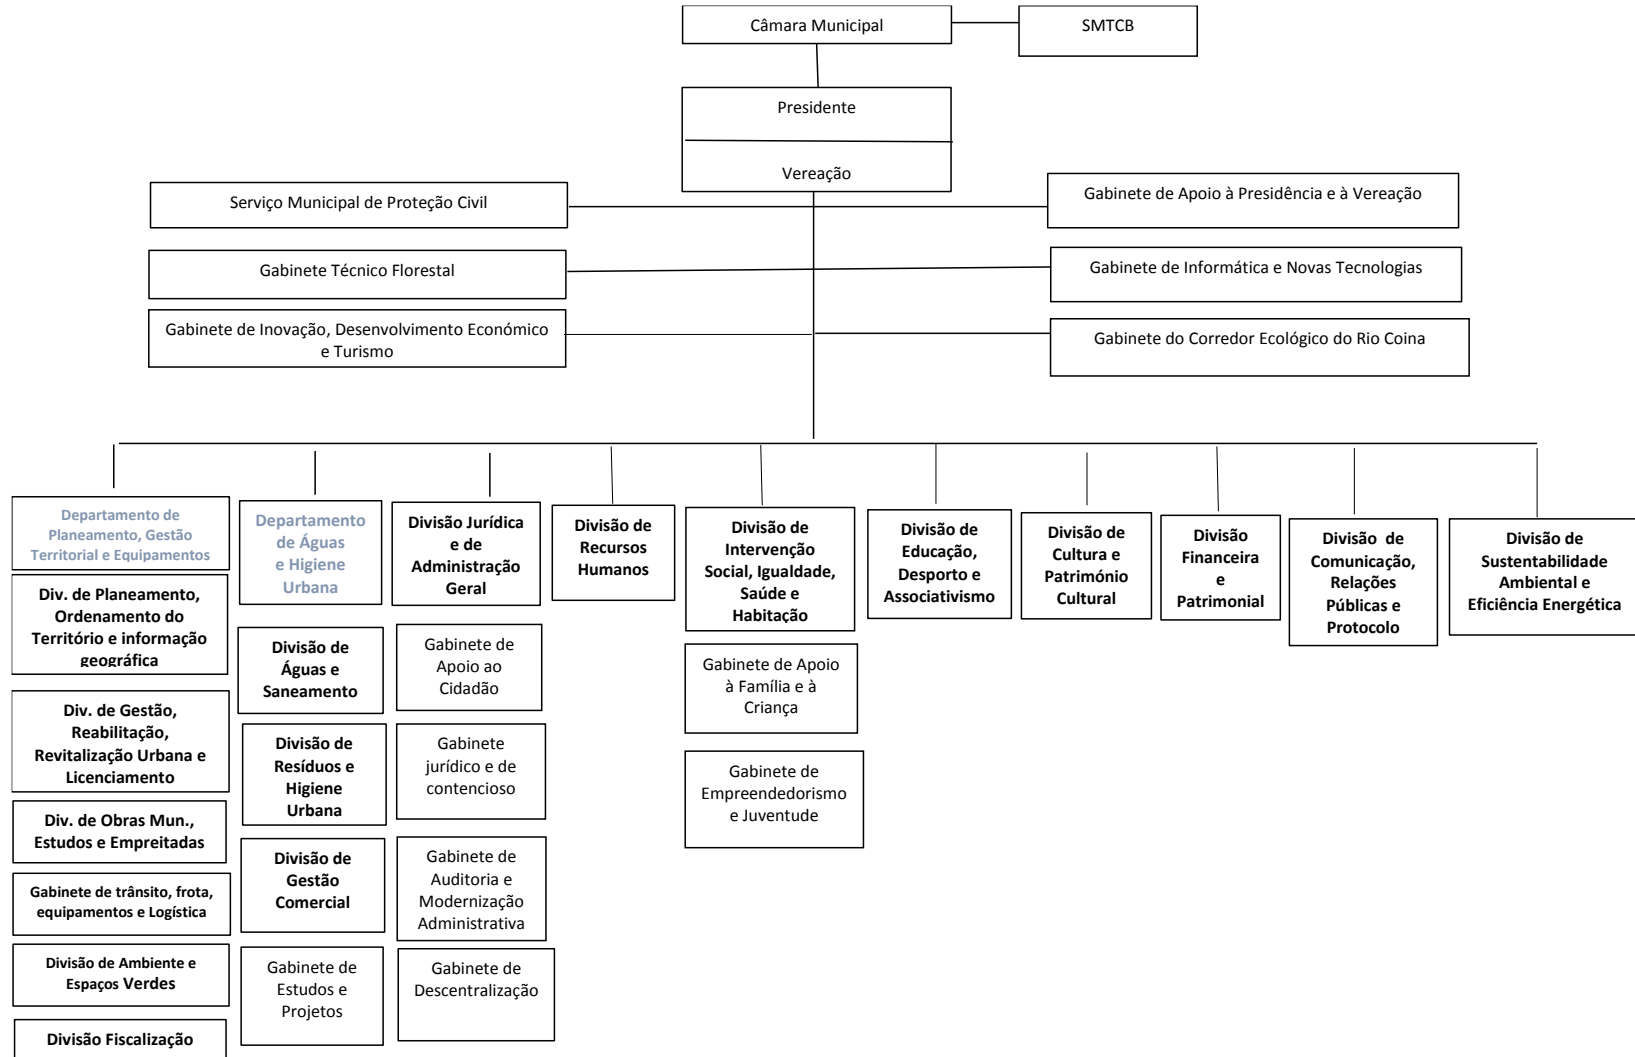 Câmara Municipal
SMTCB
Presidente
Vereação
Serviço Municipal de Proteção Civil
Gabinete de Apoio à Presidência e à Vereação
Gabinete Técnico Florestal
Gabinete de Informática e Novas Tecnologias
Gabinete de Inovação, Desenvolvimento Económico
e Turismo
Gabinete do Corredor Ecológico do Rio Coina
Departamento de
Planeamento, Gestão
Territorial e Equipamentos
Div. de Planeamento,
Ordenamento do
Território e informação
geográfica
Div. de Gestão,
Reabilitação,
Revitalização Urbana e
Licenciamento
Div. de Obras Mun.,
Estudos e Empreitadas
Gabinete de trânsito, frota,
equipamentos e Logística
Divisão de Ambiente e
Espaços Verdes
Divisão Fiscalização
Departamento
de Águas
e Higiene
Urbana
Divisão de
Águas e
Saneamento
Divisão de
Resíduos e
Higiene
Urbana
Divisão de
Gestão
Comercial
Gabinete de
Estudos e
Projetos
Divisão Jurídica
e de
Administração
Geral
Gabinete de
Apoio ao
Cidadão
Gabinete
jurídico e de
contencioso
Gabinete de
Auditoria e
Modernização
Administrativa
Gabinete de
Descentralização
Divisão de
Recursos
Humanos
Divisão de
Intervenção
Social, Igualdade,
Saúde e
Habitação
Gabinete de Apoio
à Família e à
Criança
Gabinete de
Empreendedorismo
e Juventude
Divisão de
Educação,
Desporto e
Associativismo
Divisão de
Cultura e
Património
Cultural
Divisão
Financeira
e
Patrimonial
Divisão de
Comunicação,
Relações
Públicas e
Protocolo
Divisão de
Sustentabilidade
Ambiental e
Eficiência Energética